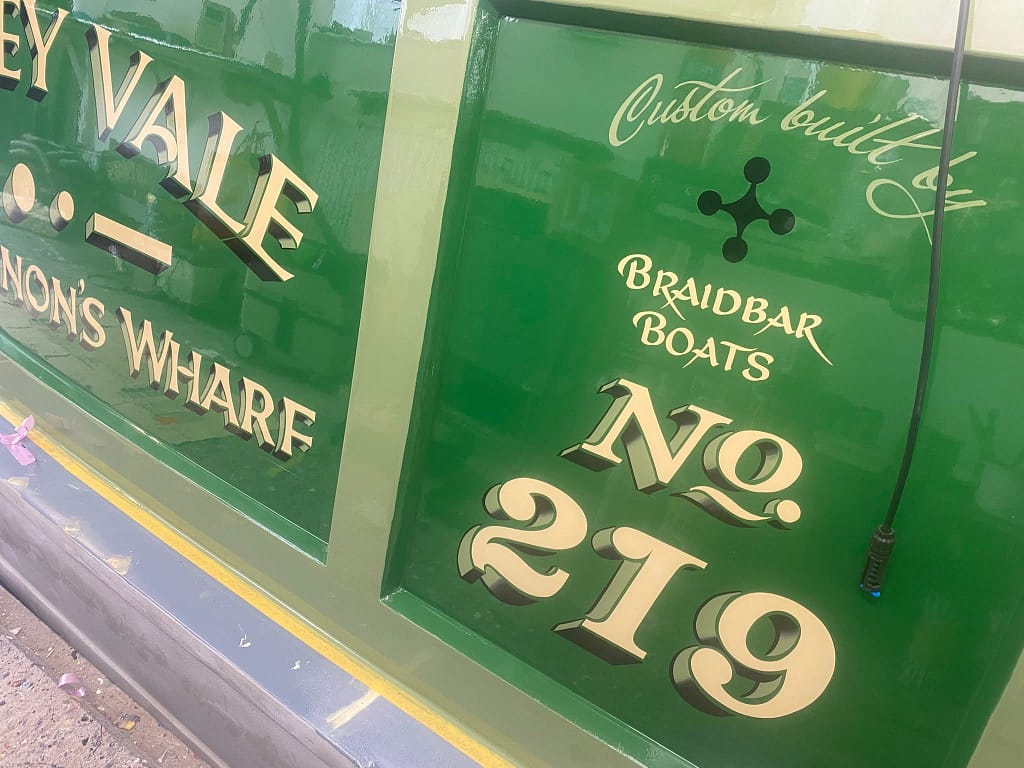 EY VALE
NON'S WHARF
Custom built by
BRAIDBAR
BOATS
No.
219